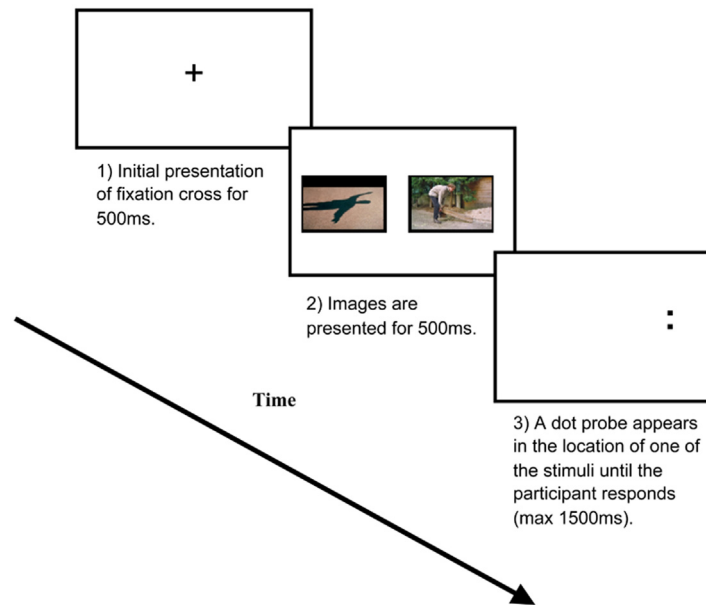 +
1) Initial presentation
of fixation cross for
500ms.
2) Images are
presented for 500ms.
:
Time
3) A dot probe appears
in the location of one of
the stimuli until the
participant responds
(max 1500ms).